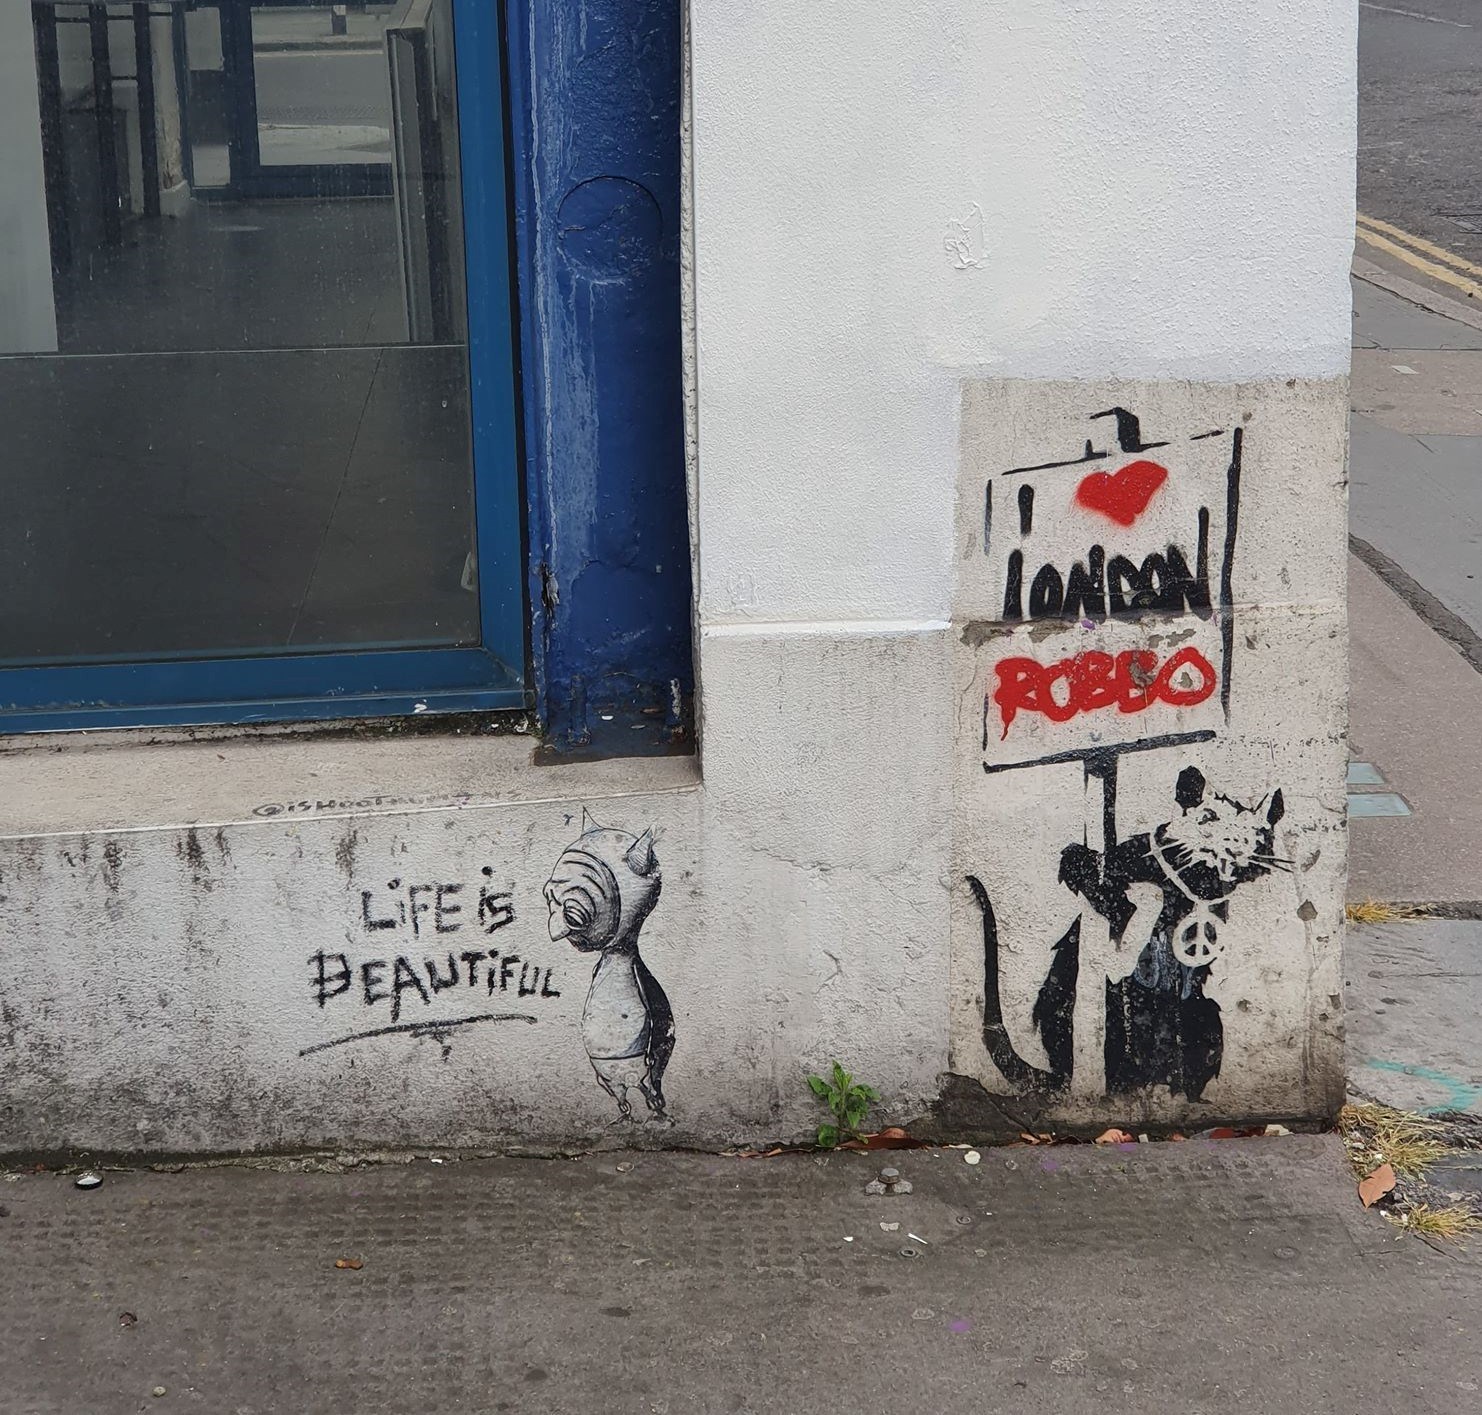 LiFE iS
BEAUTiFUL
I ❤
LONDON
ROBBO